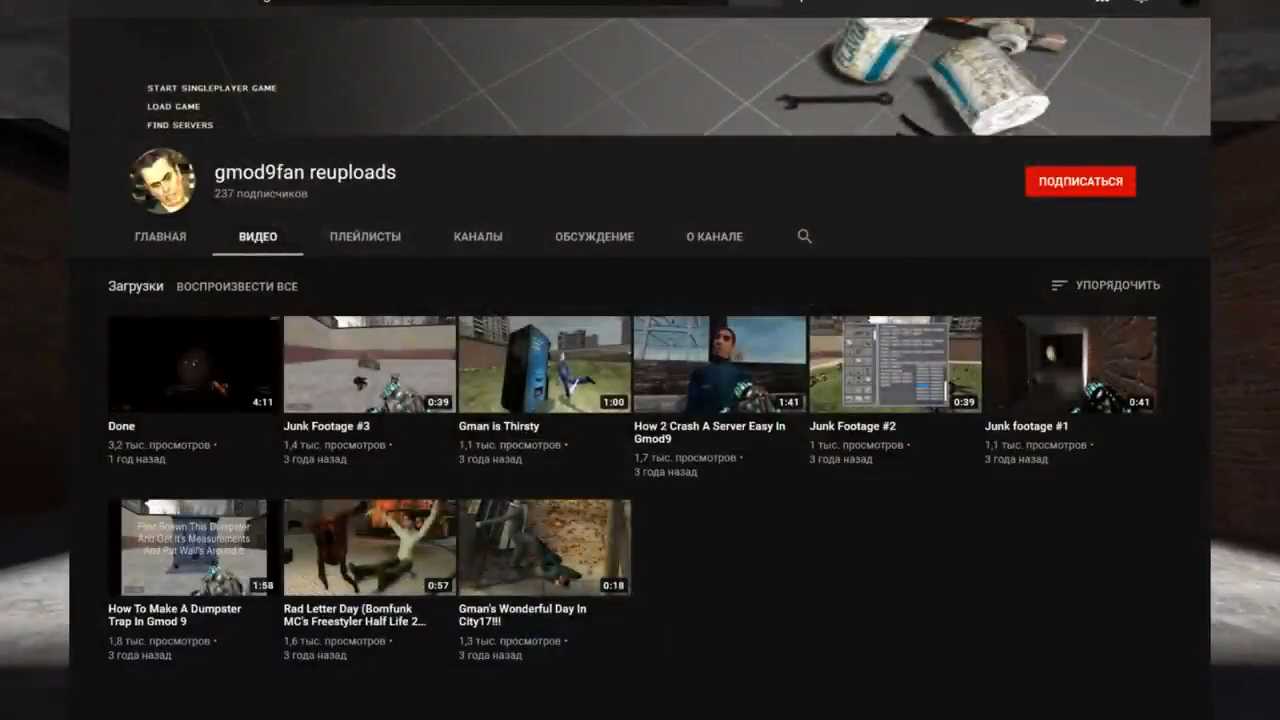 START SINGLEPLAYER GAME
LOAD GAME
FIND SERVERS
gmod9fan reuploads
237 подписчиков
ПОДПИСАТЬСЯ
ГЛАВНАЯ ВИДЕО ПЛЕЙЛИСТЫ КАНАЛЫ ОБСУЖДЕНИЕ О КАНАЛЕ
Загрузки ВОСПРОИЗВЕСТИ ВСЕ УПОРЯДОЧИТЬ
4:11
Done
3,2 тыс. просмотров •
1 год назад
0:39
Junk Footage #3
1,4 тыс. просмотров •
3 года назад
1:00
Gman is Thirsty
1,1 тыс. просмотров •
3 года назад
1:41
How 2 Crash A Server Easy In
Gmod9
1,7 тыс. просмотров •
3 года назад
0:39
Junk Footage #2
1 тыс. просмотров •
3 года назад
0:41
Junk footage #1
1,1 тыс. просмотров •
3 года назад
First Spawn This Dumpster
And Get It's Measurements
And Put Wall's Around It
1:58
How To Make A Dumpster
Trap In Gmod 9
1,8 тыс. просмотров •
3 года назад
0:57
Rad Letter Day (Bomfunk
MC's Freestyler Half Life 2...
1,6 тыс. просмотров •
3 года назад
0:18
Gman's Wonderful Day In
City17!!!
1,3 тыс. просмотров •
3 года назад